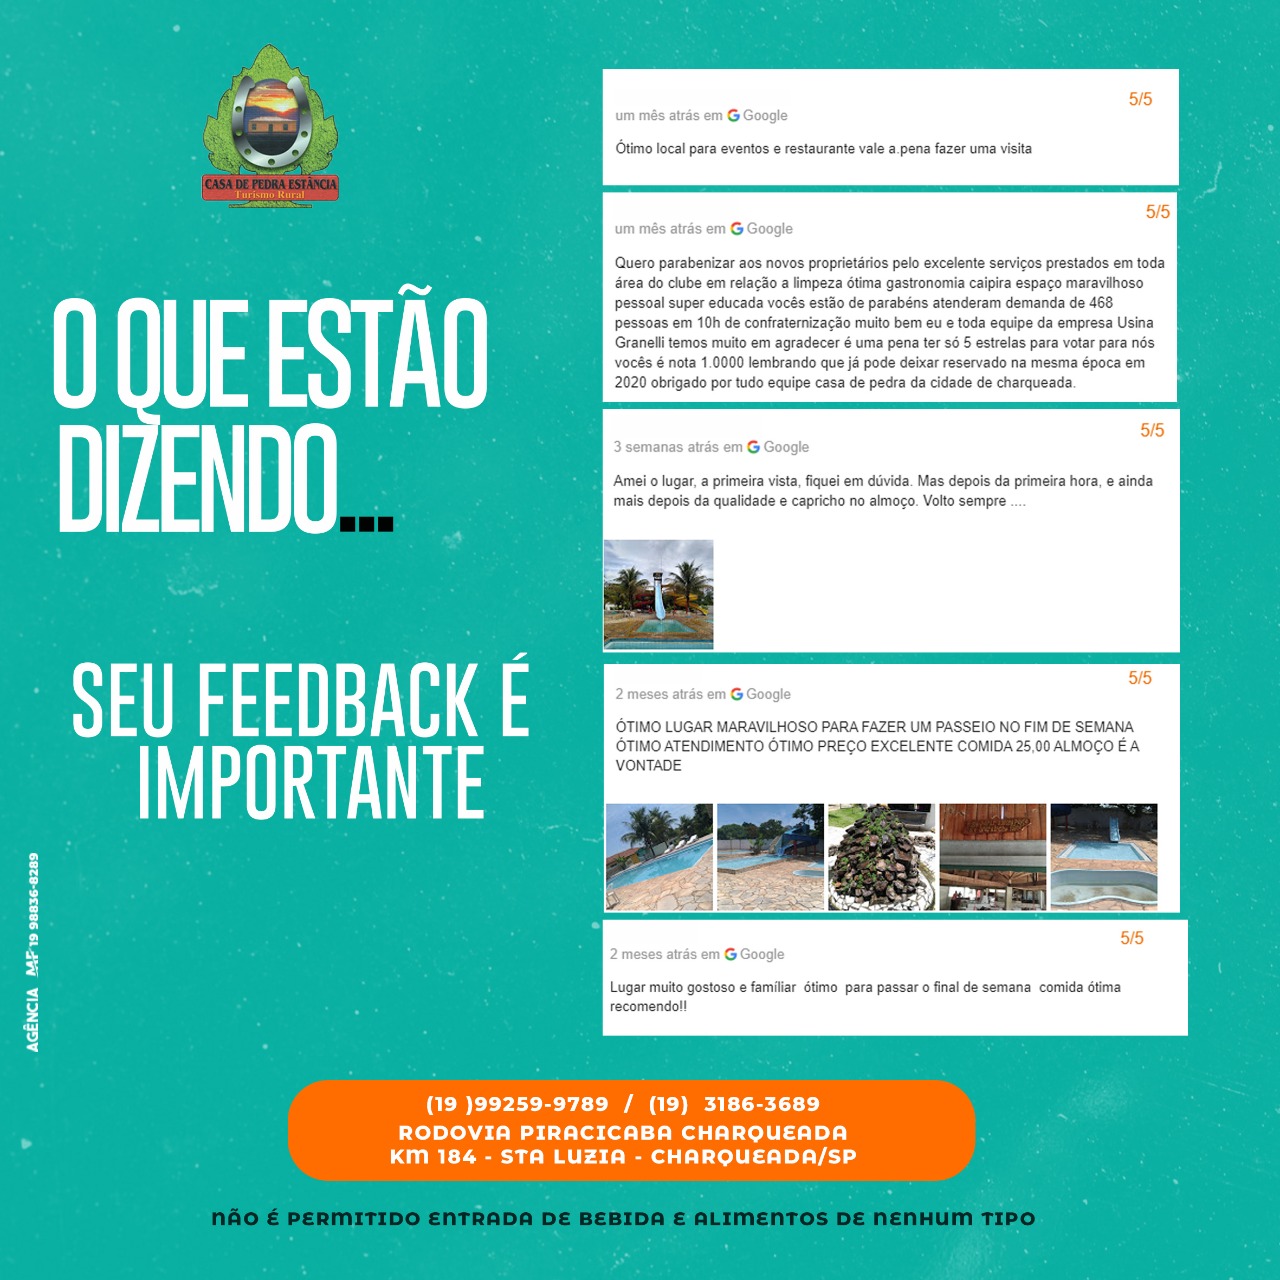 CASA DE PEDRA ESTÂNCIA
Turismo Rural
O QUE ESTÃO
DIZENDO...
SEU FEEDBACK É
IMPORTANTE
5/5
um mês atrás em Google
Ótimo local para eventos e restaurante vale a.pena fazer uma visita
5/5
um mês atrás em Google
Quero parabenizar aos novos proprietários pelo excelente serviços prestados em toda
área do clube em relação a limpeza ótima gastronomia caipira espaço maravilhoso
pessoal super educada vocês estão de parabéns atenderam demanda de 468
pessoas em 10h de confraternização muito bem eu e toda equipe da empresa Usina
Granelli temos muito em agradecer é uma pena ter só 5 estrelas para votar para nós
vocês é nota 1.0000 lembrando que já pode deixar reservado na mesma época em
2020 obrigado por tudo equipe casa de pedra da cidade de charqueada.
5/5
3 semanas atrás em Google
Amei o lugar, a primeira vista, fiquei em dúvida. Mas depois da primeira hora, e ainda
mais depois da qualidade e capricho no almoço. Volto sempre ....
5/5
2 meses atrás em Google
ÓTIMO LUGAR MARAVILHOSO PARA FAZER UM PASSEIO NO FIM DE SEMANA
ÓTIMO ATENDIMENTO ÓTIMO PREÇO EXCELENTE COMIDA 25,00 ALMOÇO É A
VONTADE
5/5
2 meses atrás em Google
Lugar muito gostoso e famíliar ótimo para passar o final de semana comida ótima
recomendo!!
AGÊNCIA MF 19 98836-8289
(19 )99259-9789 / (19) 3186-3689
RODOVIA PIRACICABA CHARQUEADA
KM 184 - STA LUZIA - CHARQUEADA/SP
NÃO É PERMITIDO ENTRADA DE BEBIDA E ALIMENTOS DE NENHUM TIPO